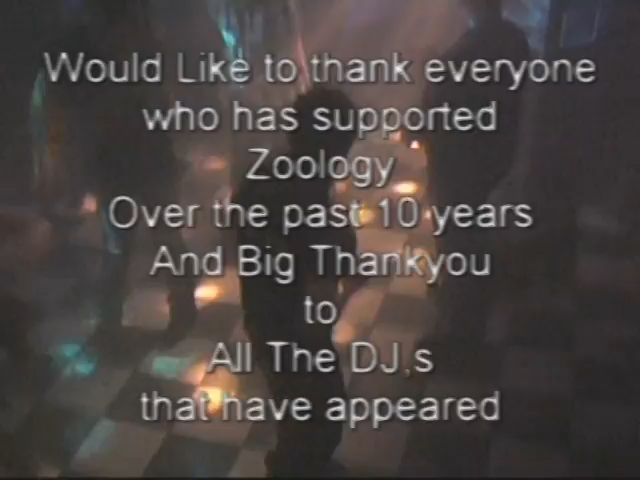 Would Like to thank everyone
who has supported
Zoology
Over the past 10 years
And Big Thankyou
to
All The DJ,s
that have appeared